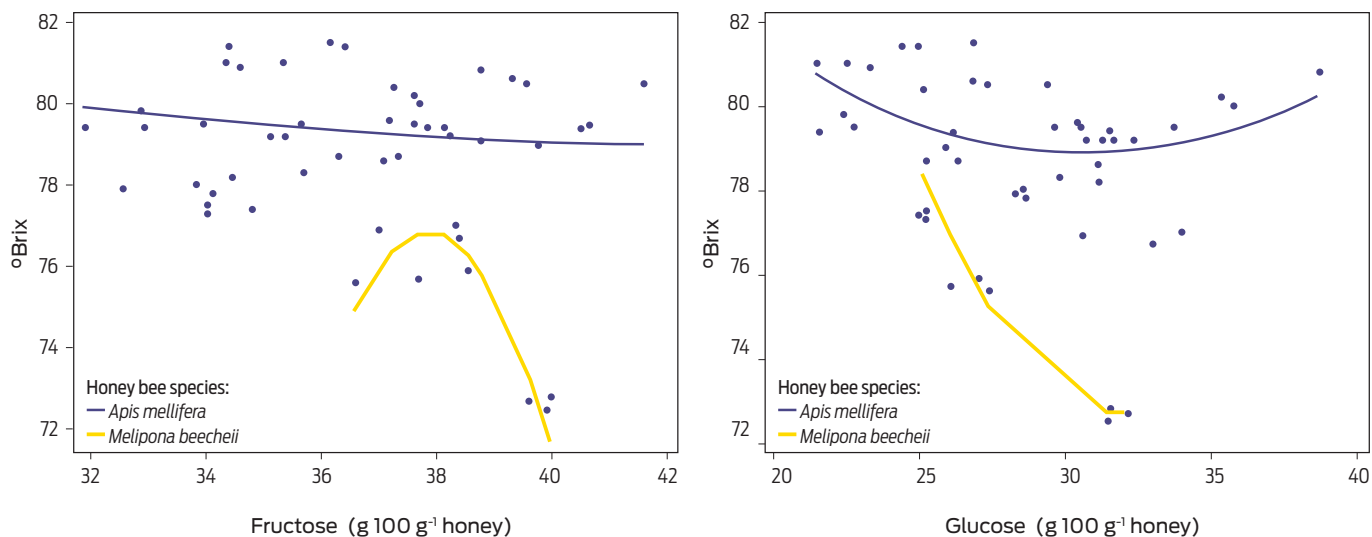 82
80
78
76
74
72
ºBrix
32
34
36
38
40
42
Fructose (g 100 g-1 honey)
Honey bee species:
Apis mellifera
Melipona beecheii
82
80
78
76
74
72
ºBrix
20
25
30
35
40
Glucose (g 100 g-1 honey)
Honey bee species:
Apis mellifera
Melipona beecheii